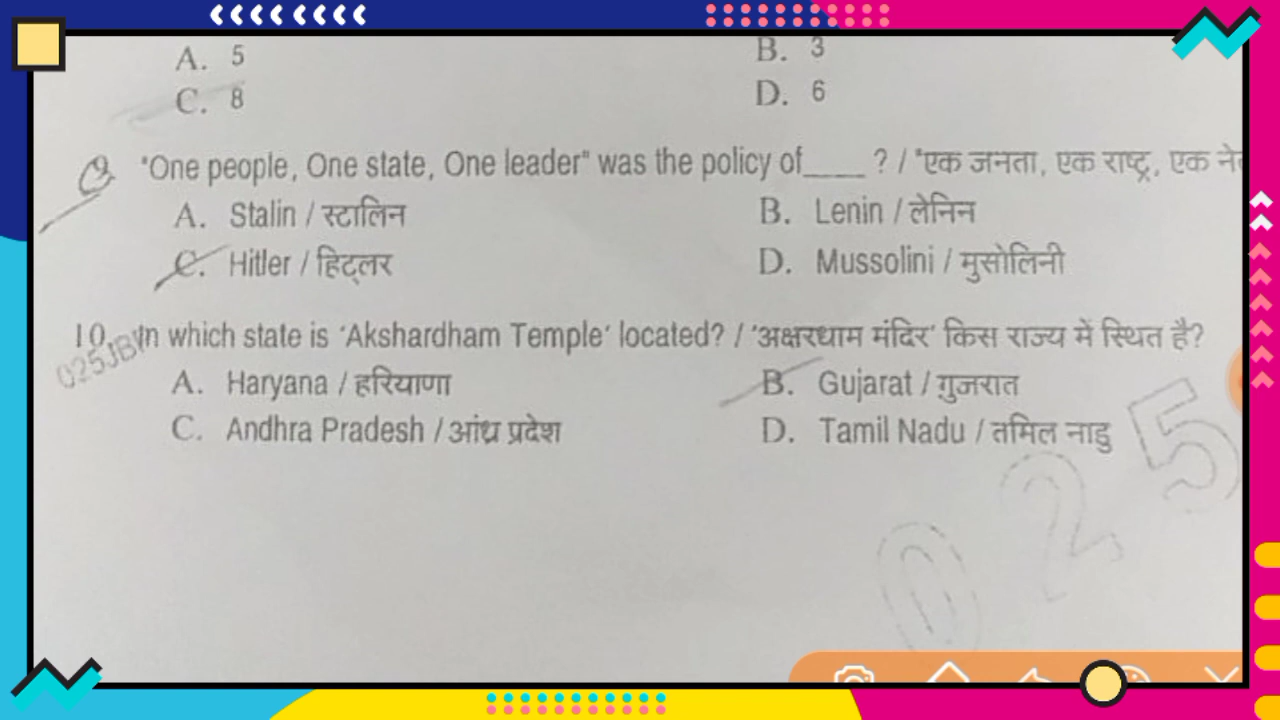 A. 5 B. 3
C. 8 D. 6
"One people, One state, One leader" was the policy of____ ? / "एक जनता, एक राष्ट्र, एक
A. Stalin / स्टालिन B. Lenin / लेनिन
C. Hitler / हिट्लर D. Mussolini / मुसोलिनी
10. In which state is 'Akshardham Temple' located? / 'अक्षरधाम मंदिर' किस राज्य में स्थित है?
A. Haryana / हरियाणा B. Gujarat / गुजरात
C. Andhra Pradesh / आंध्र प्रदेश D. Tamil Nadu / तमिल नाडु
025